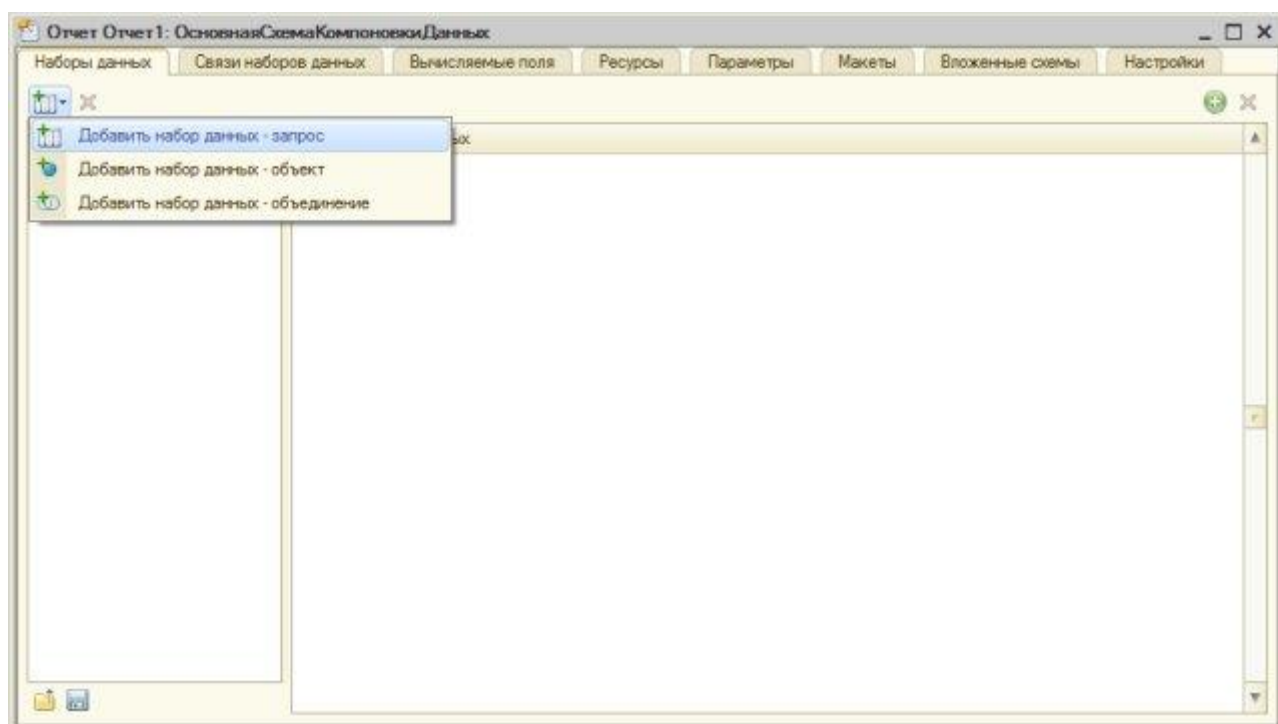 Отчет Отчет1: ОсновнаяСхемаКомпоновкиДанных
Наборы данных Связи наборов данных Вычисляемые поля Ресурсы Параметры Макеты Вложенные схемы Настройки
Добавить набор данных - запрос
ых
Добавить набор данных - объект
Добавить набор данных - объединение